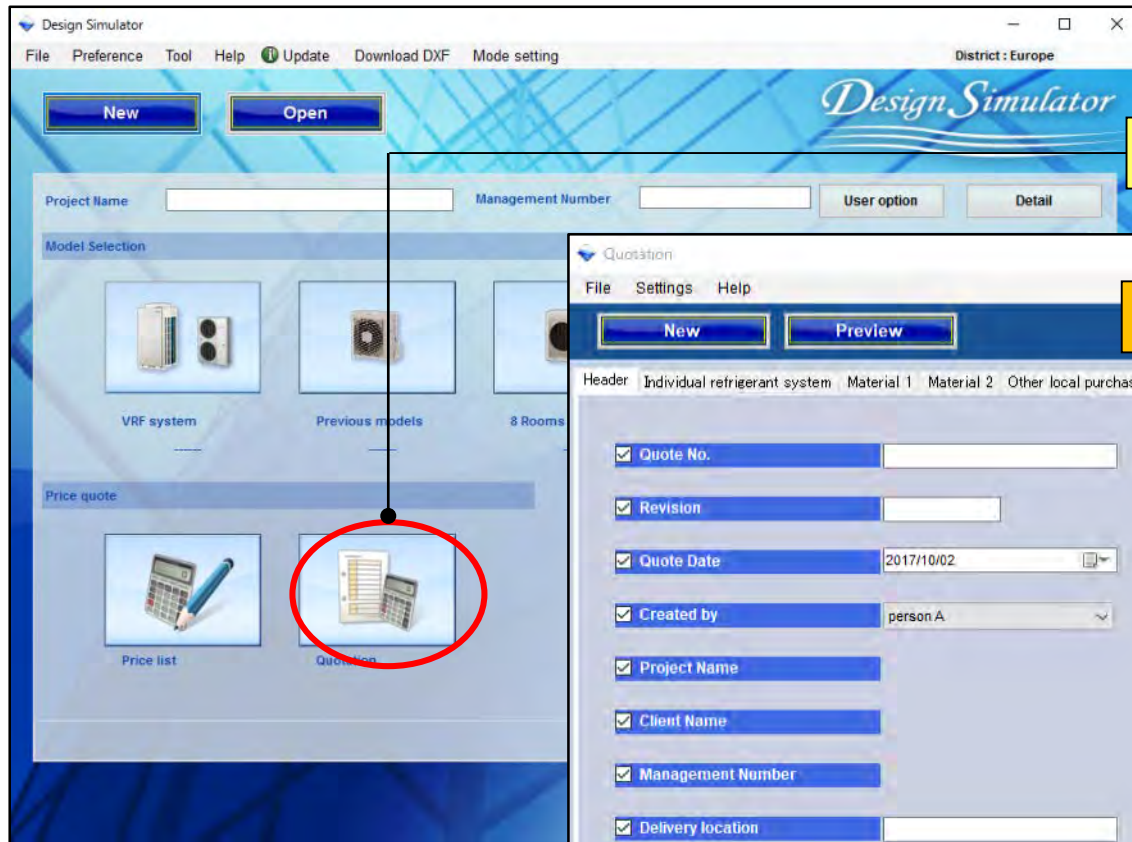 Design Simulator
File Preference Tool Help Update Download DXF Mode setting
District : Europe
New Open
Design Simulator
Project Name Management Number User option Detail
Model Selection
VRF system Previous models 8 Rooms
Price quote
Price list Quotation
Quotation
File Settings Help
New Preview
Header Individual refrigerant system Material 1 Material 2 Other local purchas
Quote No.
Revision
Quote Date 2017/10/02
Created by person A
Project Name
Client Name
Management Number
Delivery location